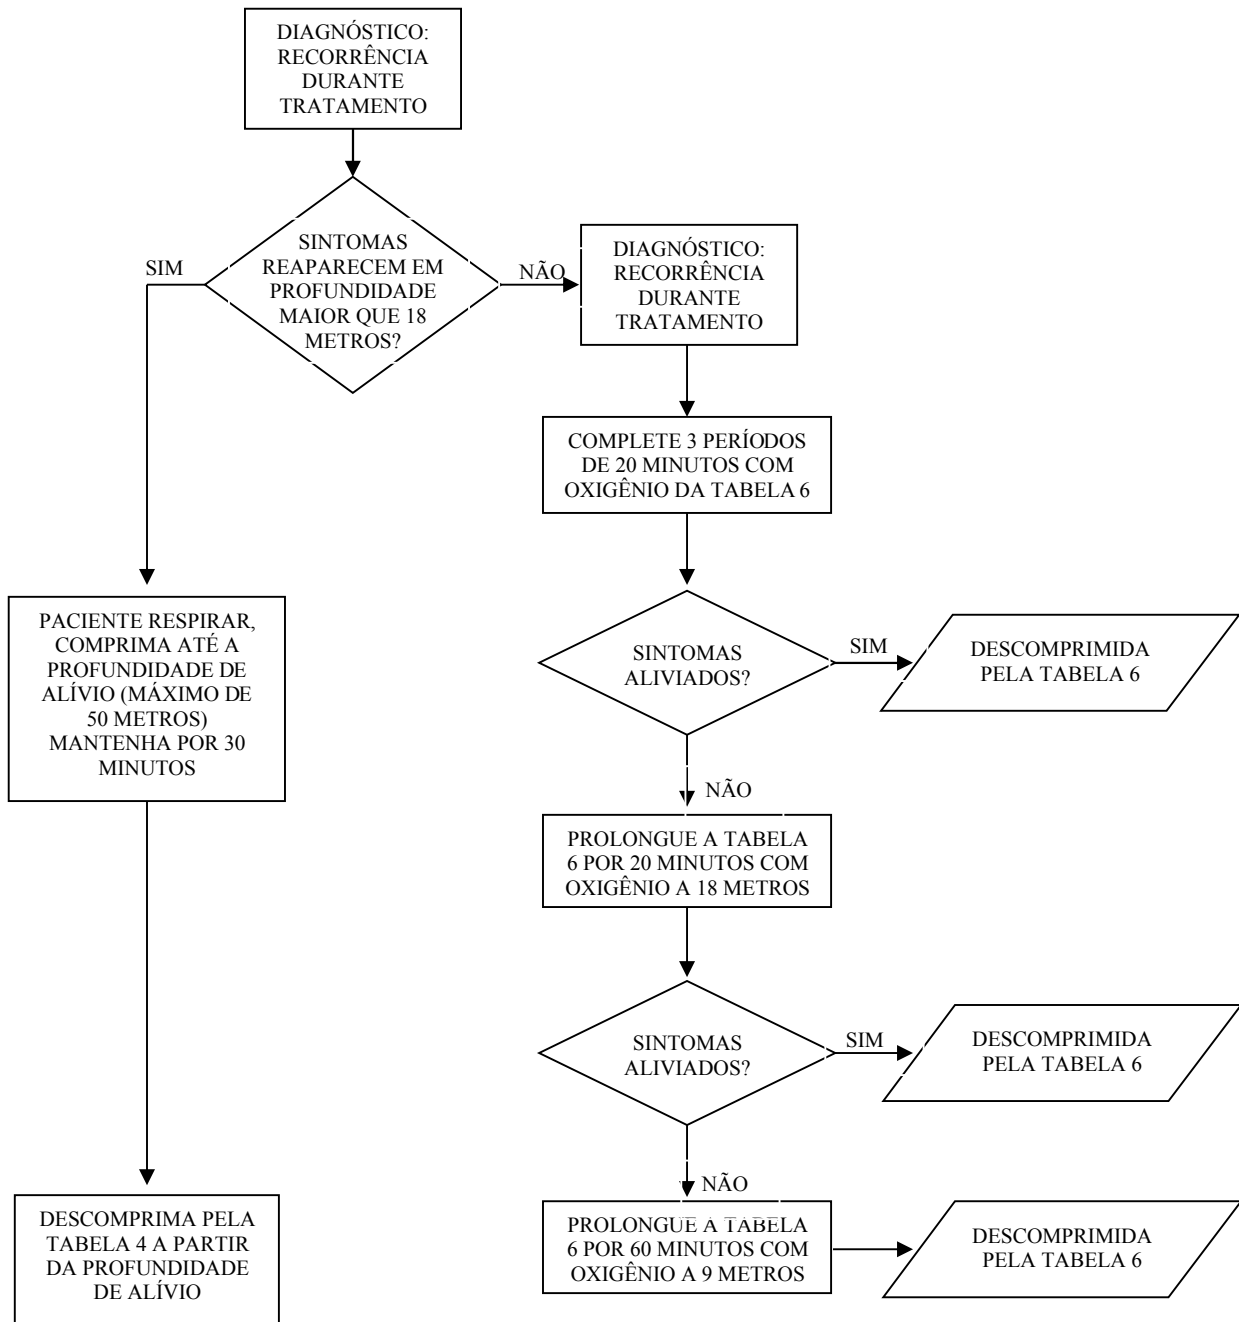 DIAGNÓSTICO:
RECORRÊNCIA
DURANTE
TRATAMENTO
SINTOMAS
REAPARECEM EM
PROFUNDIDADE
MAIOR QUE 18
METROS?
SIM
NÃO
DIAGNÓSTICO:
RECORRÊNCIA
DURANTE
TRATAMENTO
COMPLETE 3 PERÍODOS
DE 20 MINUTOS COM
OXIGÊNIO DA TABELA 6
PACIENTE RESPIRAR,
COMPRIMA ATÉ A
PROFUNDIDADE DE
ALÍVIO (MÁXIMO DE
50 METROS)
MANTENHA POR 30
MINUTOS
SINTOMAS
ALIVIADOS?
SIM
DESCOMPRIMIDA
PELA TABELA 6
NÃO
PROLONGUE A TABELA
6 POR 20 MINUTOS COM
OXIGÊNIO A 18 METROS
SINTOMAS
ALIVIADOS?
SIM
DESCOMPRIMIDA
PELA TABELA 6
NÃO
DESCOMPRIMA PELA
TABELA 4 A PARTIR
DA PROFUNDIDADE
DE ALÍVIO
PROLONGUE A TABELA
6 POR 60 MINUTOS COM
OXIGÊNIO A 9 METROS
DESCOMPRIMIDA
PELA TABELA 6